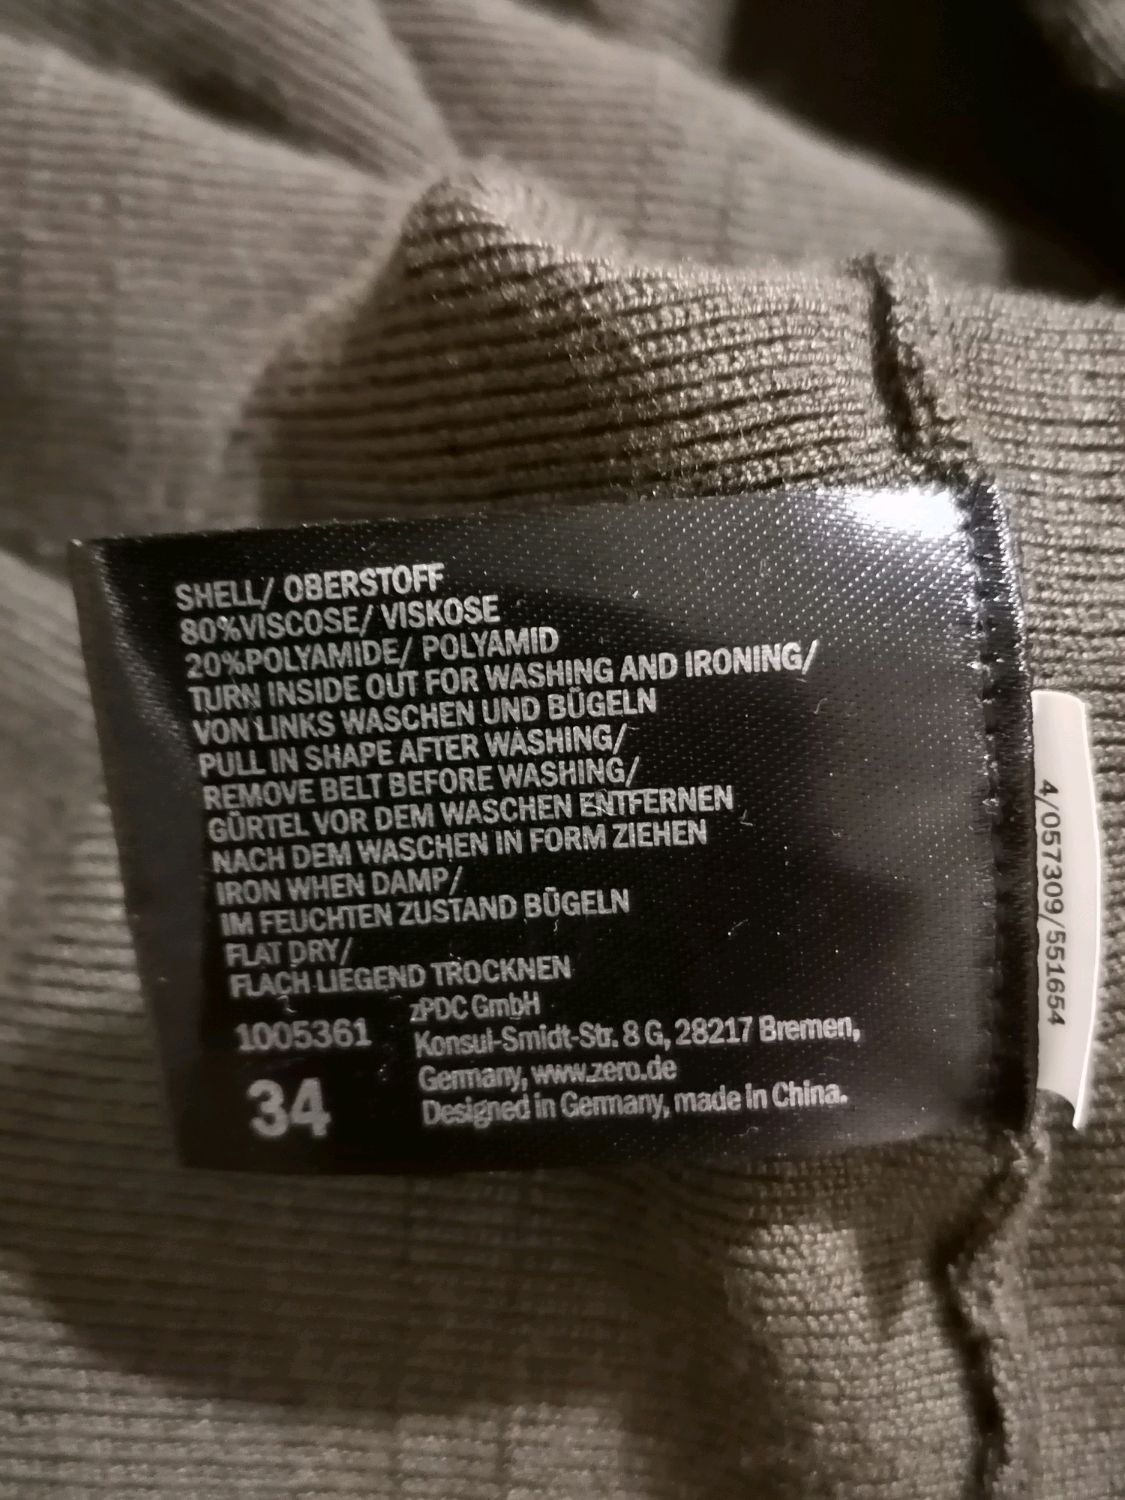 SHELL/ OBERSTOFF
80%VISCOSE/ VISKOSE
20%POLYAMIDE/ POLYAMID
TURN INSIDE OUT FOR WASHING AND IRONING/
VON LINKS WASCHEN UND BÜGELN
PULL IN SHAPE AFTER WASHING/
REMOVE BELT BEFORE WASHING/
GÜRTEL VOR DEM WASCHEN ENTFERNEN
NACH DEM WASCHEN IN FORM ZIEHEN
IRON WHEN DAMP/
IM FEUCHTEN ZUSTAND BÜGELN
FLAT DRY/
FLACH LIEGEND TROCKNEN
1005361
34
zPDC GmbH
Konsul-Smidt-Str. 8 G, 28217 Bremen,
Germany, www.zero.de
Designed in Germany, made in China.
4/057309/551654